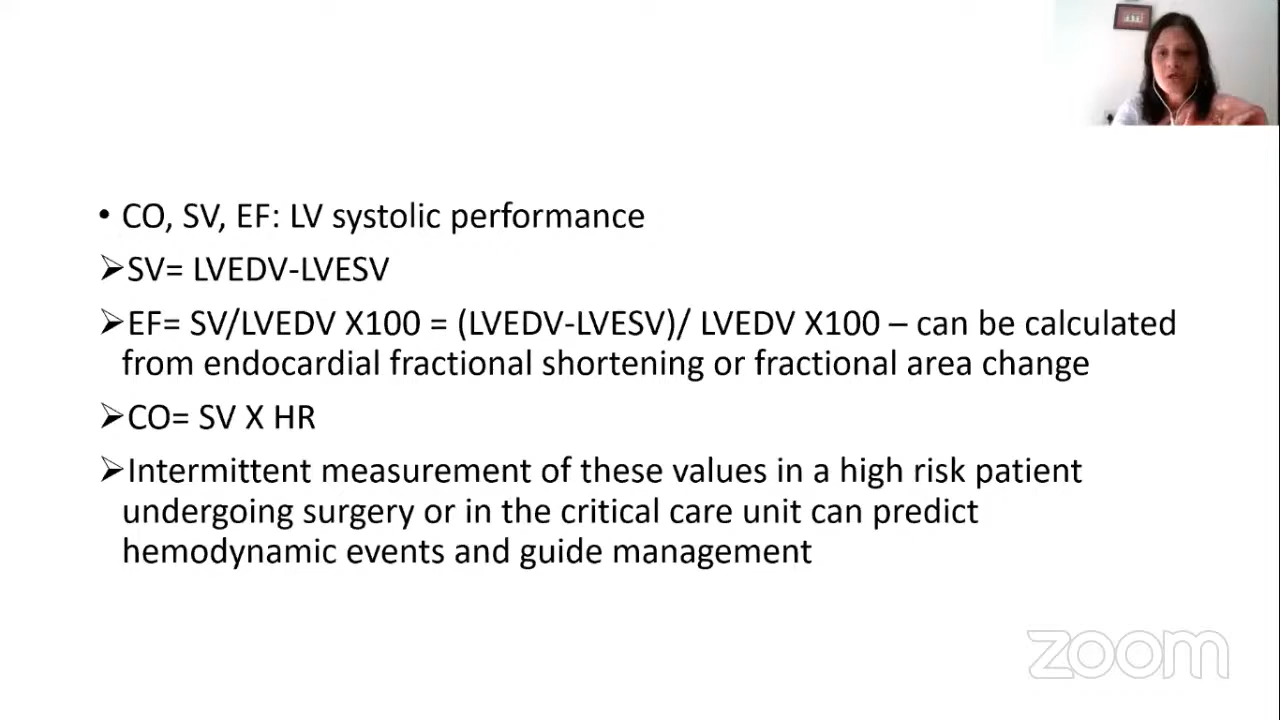 • CO, SV, EF: LV systolic performance
➢SV= LVEDV-LVESV
➢EF= SV/LVEDV X100 = (LVEDV-LVESV)/ LVEDV X100 – can be calculated
from endocardial fractional shortening or fractional area change
➢CO= SV X HR
➢Intermittent measurement of these values in a high risk patient
undergoing surgery or in the critical care unit can predict
hemodynamic events and guide management
zoom